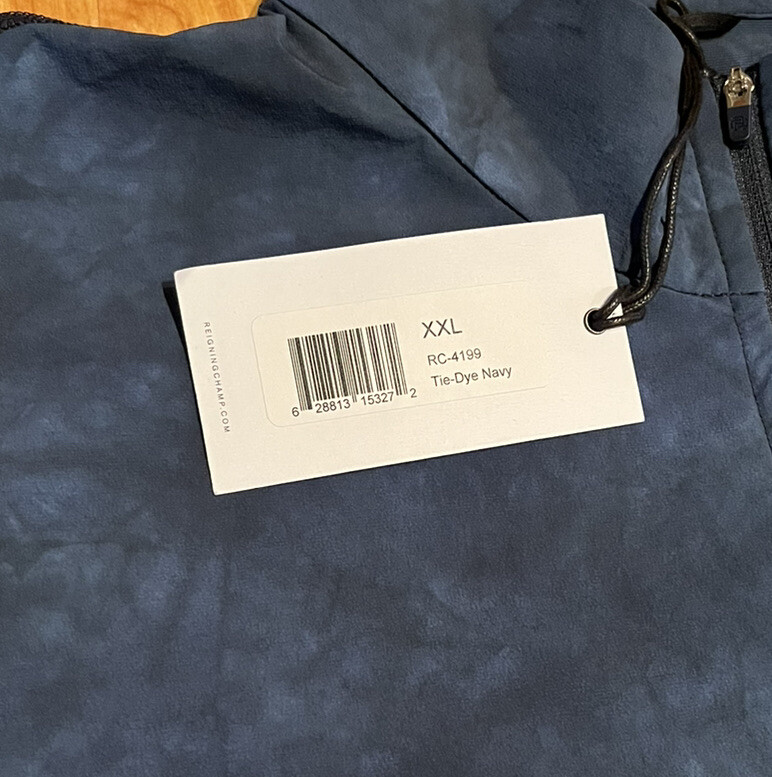 REIGNINGCHAMP.COM
XXL
RC-4199
Tie-Dye Navy
6 28813 15327 2